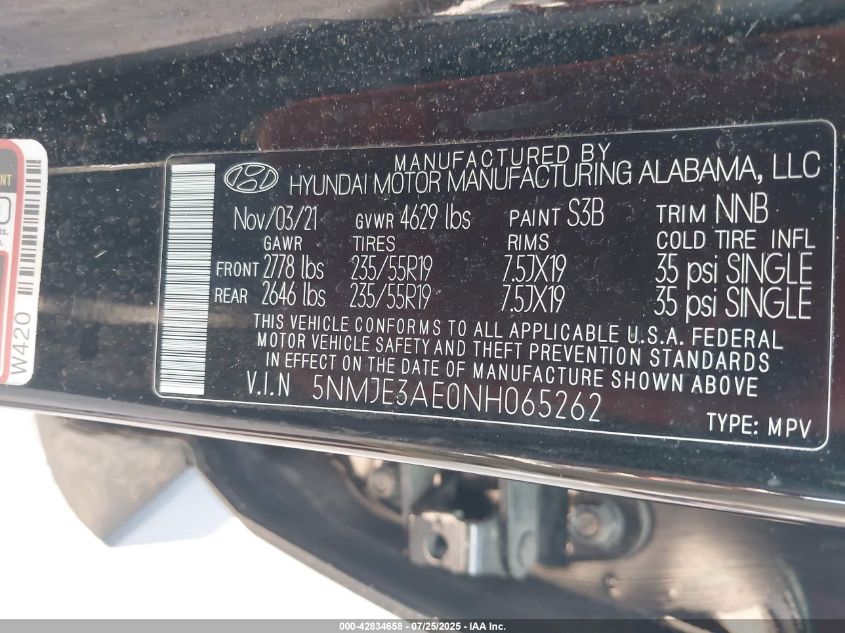 MANUFACTURED BY
HYUNDAI MOTOR MANUFACTURING ALABAMA, LLC
Nov/03/21 GVWR 4629 lbs PAINT S3B TRIM NNB
GAWR TIRES RIMS COLD TIRE INFL
FRONT 2778 lbs 235/55R19 7.5JX19 35 psi SINGLE
REAR 2646 lbs 235/55R19 7.5JX19 35 psi SINGLE
THIS VEHICLE CONFORMS TO ALL APPLICABLE U.S.A. FEDERAL
MOTOR VEHICLE SAFETY AND THEFT PREVENTION STANDARDS
IN EFFECT ON THE DATE OF MANUFACTURE SHOWN ABOVE
V.I.N 5NMJE3AE0NH065262
TYPE: MPV
W420
000-42834658 - 07/25/2025 - IAA Inc.